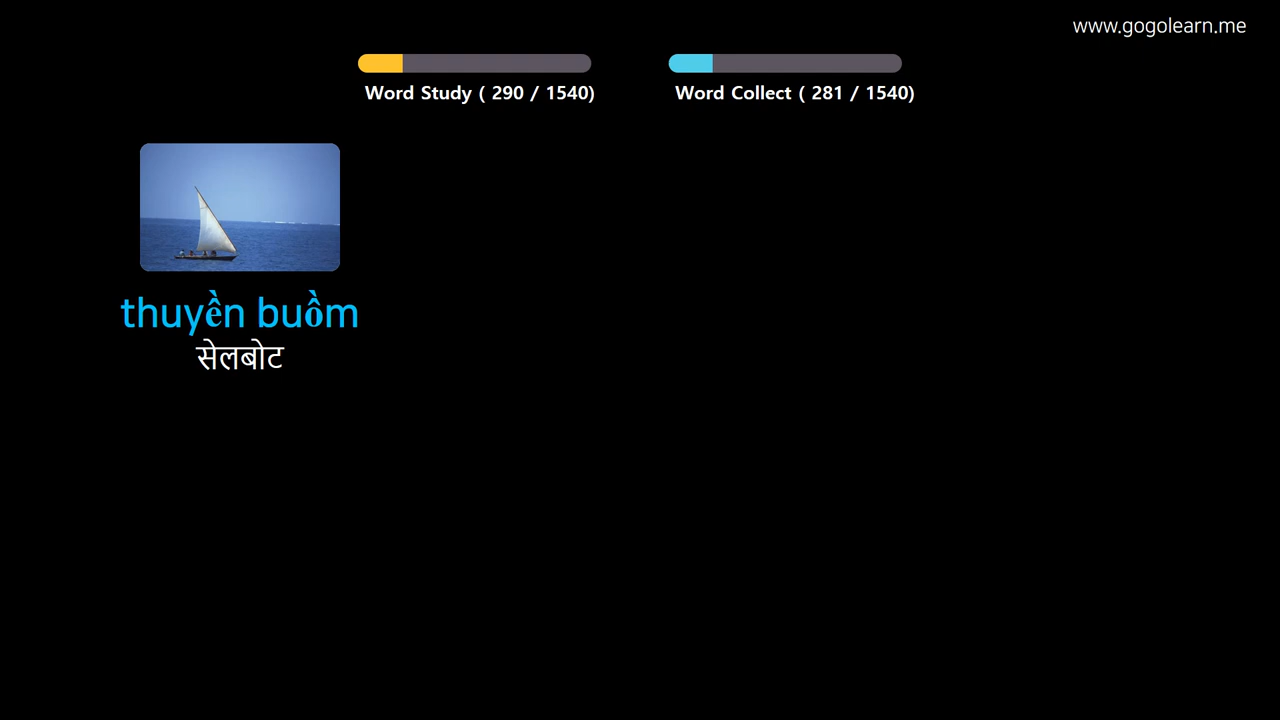 www.gogolearn.me
Word Study ( 290 / 1540)
Word Collect ( 281 / 1540)
thuyền buồm
सेलबोट